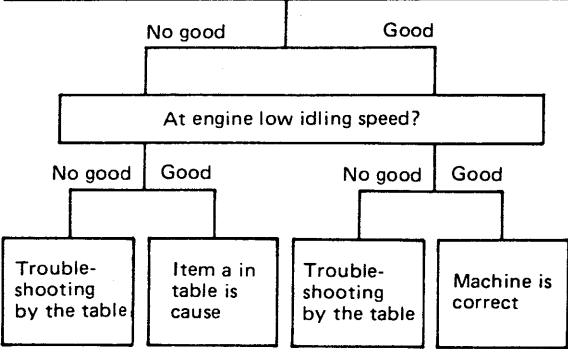 No good
Good
At engine low idling speed?
No good
Good
No good
Good
Trouble-
shooting
by the table
Item a in
table is
cause
Trouble-
shooting
by the table
Machine is
correct